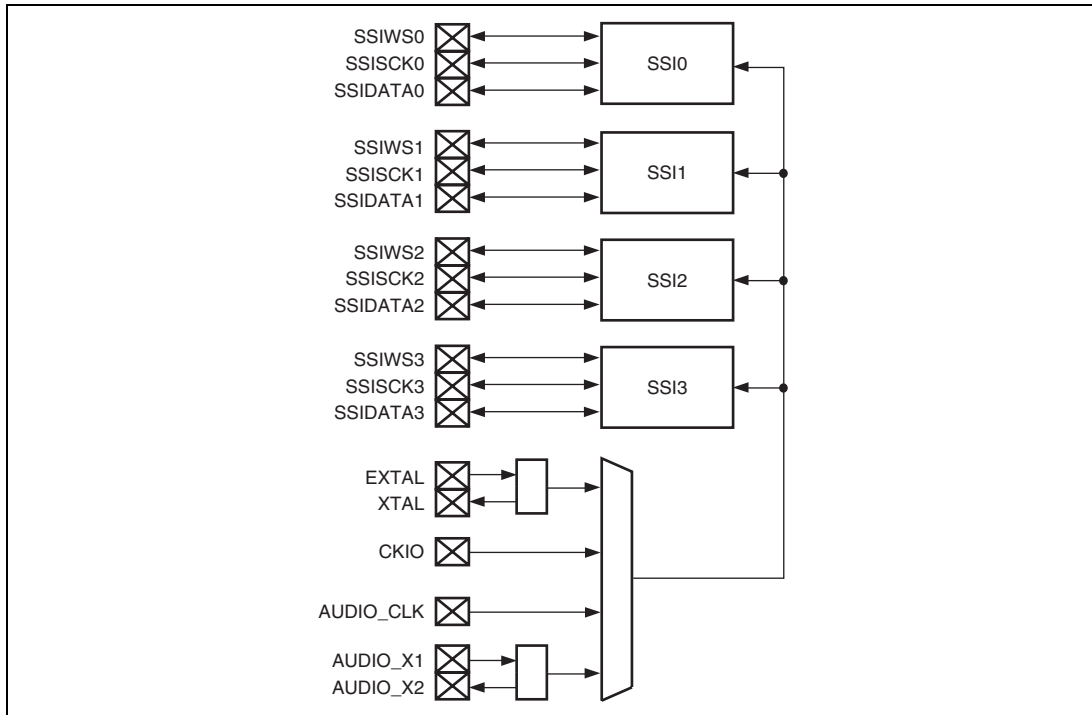 SSIWS0
SSISCK0
SSIDATA0
SSI0
SSIWS1
SSISCK1
SSIDATA1
SSI1
SSIWS2
SSISCK2
SSIDATA2
SSI2
SSIWS3
SSISCK3
SSIDATA3
SSI3
EXTAL
XTAL
CKIO
AUDIO_CLK
AUDIO_X1
AUDIO_X2